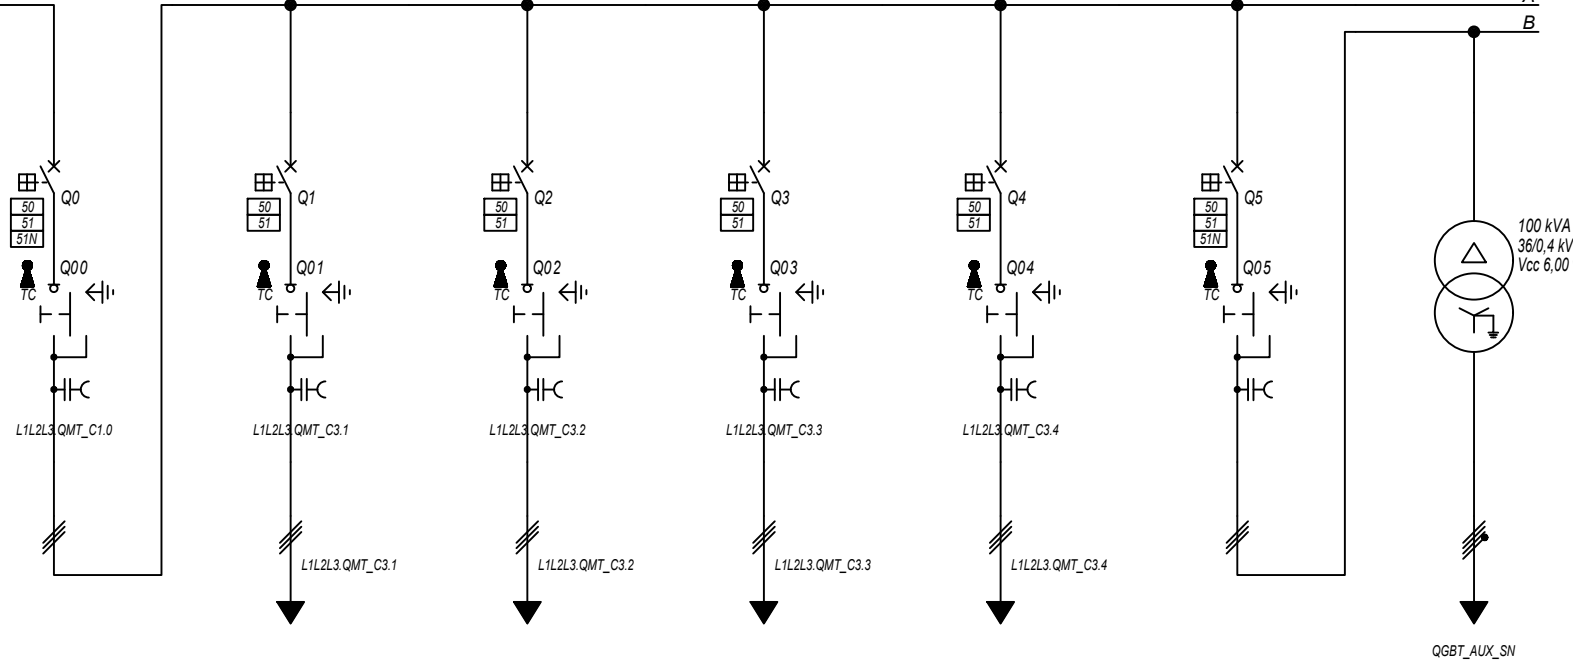 B
Q0
50
51
51N
Q00
TC
L1L2L3.QMT_C1.0
Q1
50
51
Q01
TC
L1L2L3.QMT_C3.1
L1L2L3.QMT_C3.1
Q2
50
51
Q02
TC
L1L2L3.QMT_C3.2
L1L2L3.QMT_C3.2
Q3
50
51
Q03
TC
L1L2L3.QMT_C3.3
L1L2L3.QMT_C3.3
Q4
50
51
Q04
TC
L1L2L3.QMT_C3.4
L1L2L3.QMT_C3.4
Q5
50
51
51N
Q05
TC
100 kVA
36/0,4 kV
Vcc 6,00
QGBT_AUX_SN